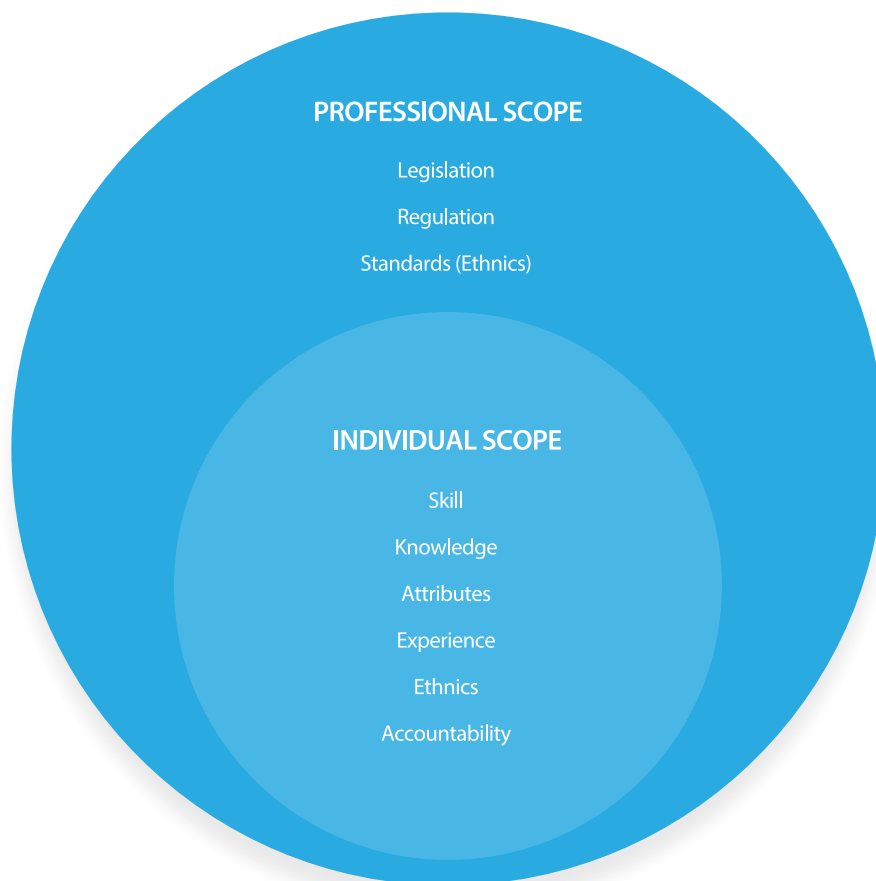 PROFESSIONAL SCOPE
Legislation
Regulation
Standards (Ethnics)
INDIVIDUAL SCOPE
Skill
Knowledge
Attributes
Experience
Ethnics
Accountability